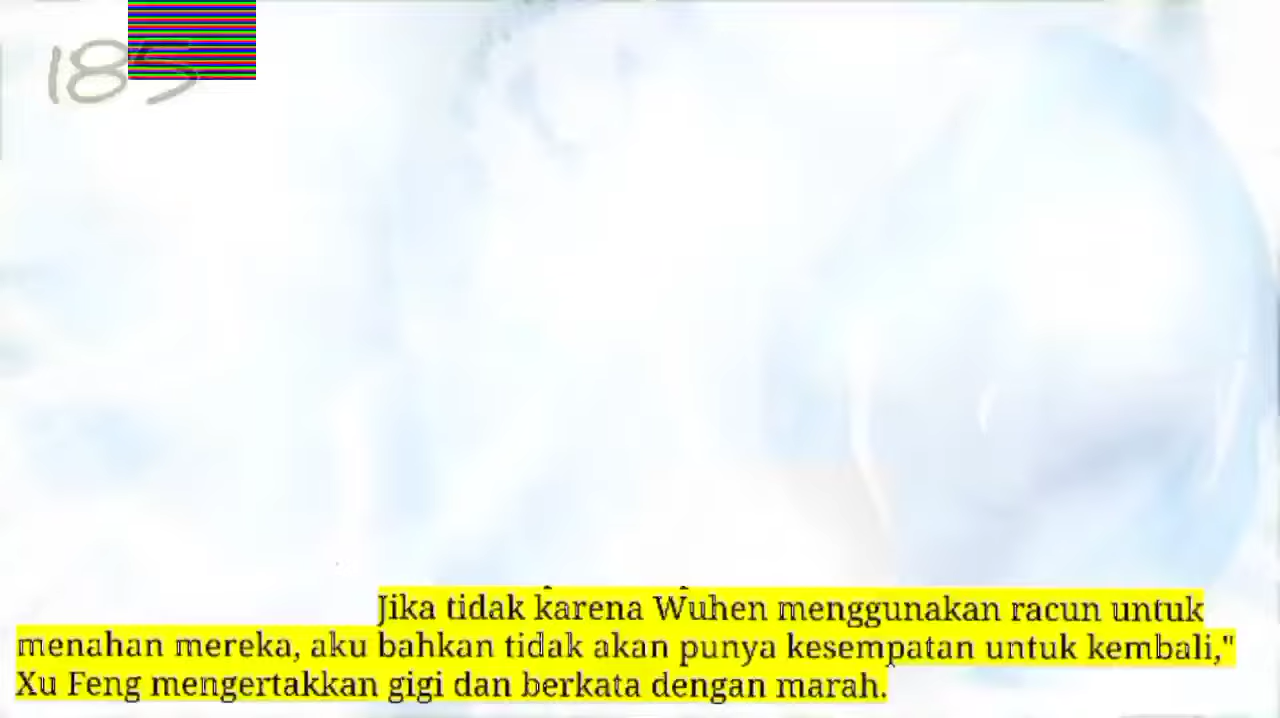 185
Jika tidak karena Wuhen menggunakan racun untuk
menahan mereka, aku bahkan tidak akan punya kesempatan untuk kembali,"
Xu Feng mengertakkan gigi dan berkata dengan marah.